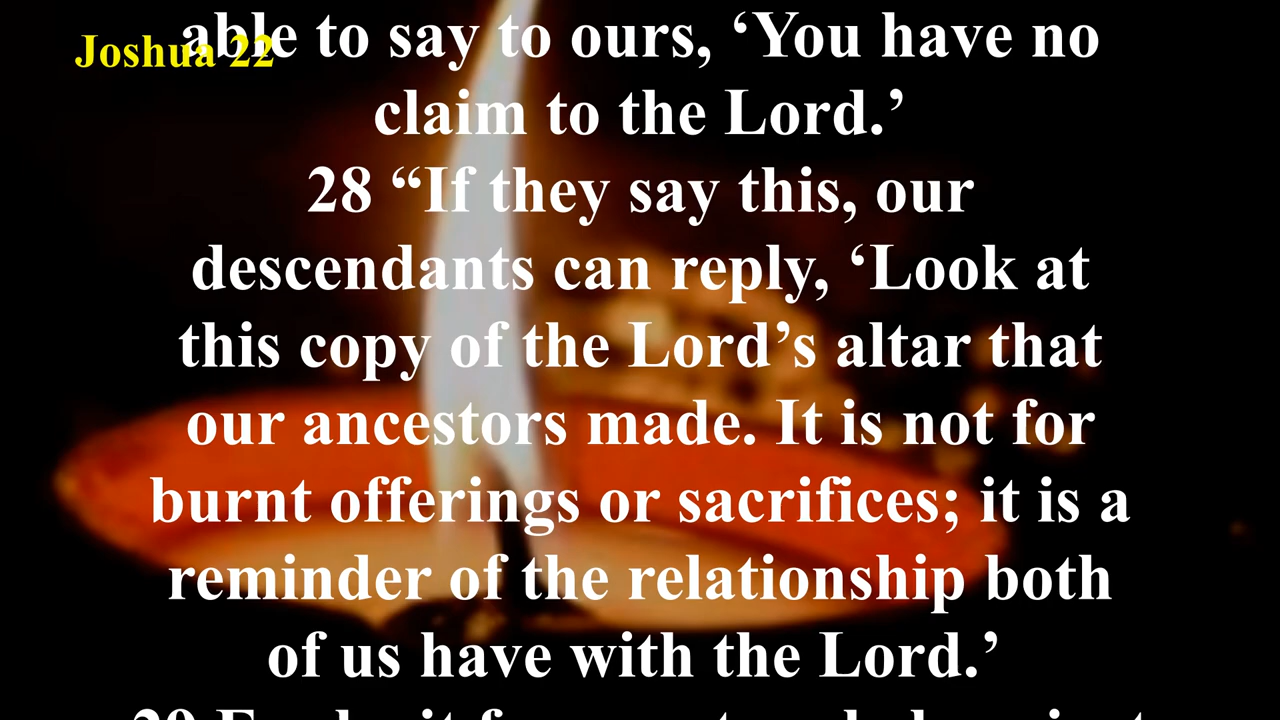 Joshua 22
able to say to ours, ‘You have no
claim to the Lord.’
28 “If they say this, our
descendants can reply, ‘Look at
this copy of the Lord’s altar that
our ancestors made. It is not for
burnt offerings or sacrifices; it is a
reminder of the relationship both
of us have with the Lord.’